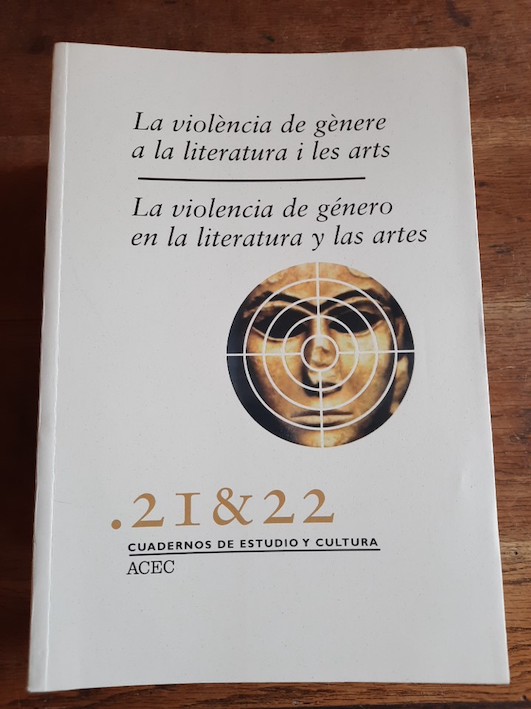 La violència de gènere
a la literatura i les arts
La violencia de género
en la literatura y las artes
.21&22
CUADERNOS DE ESTUDIO Y CULTURA
ACEC